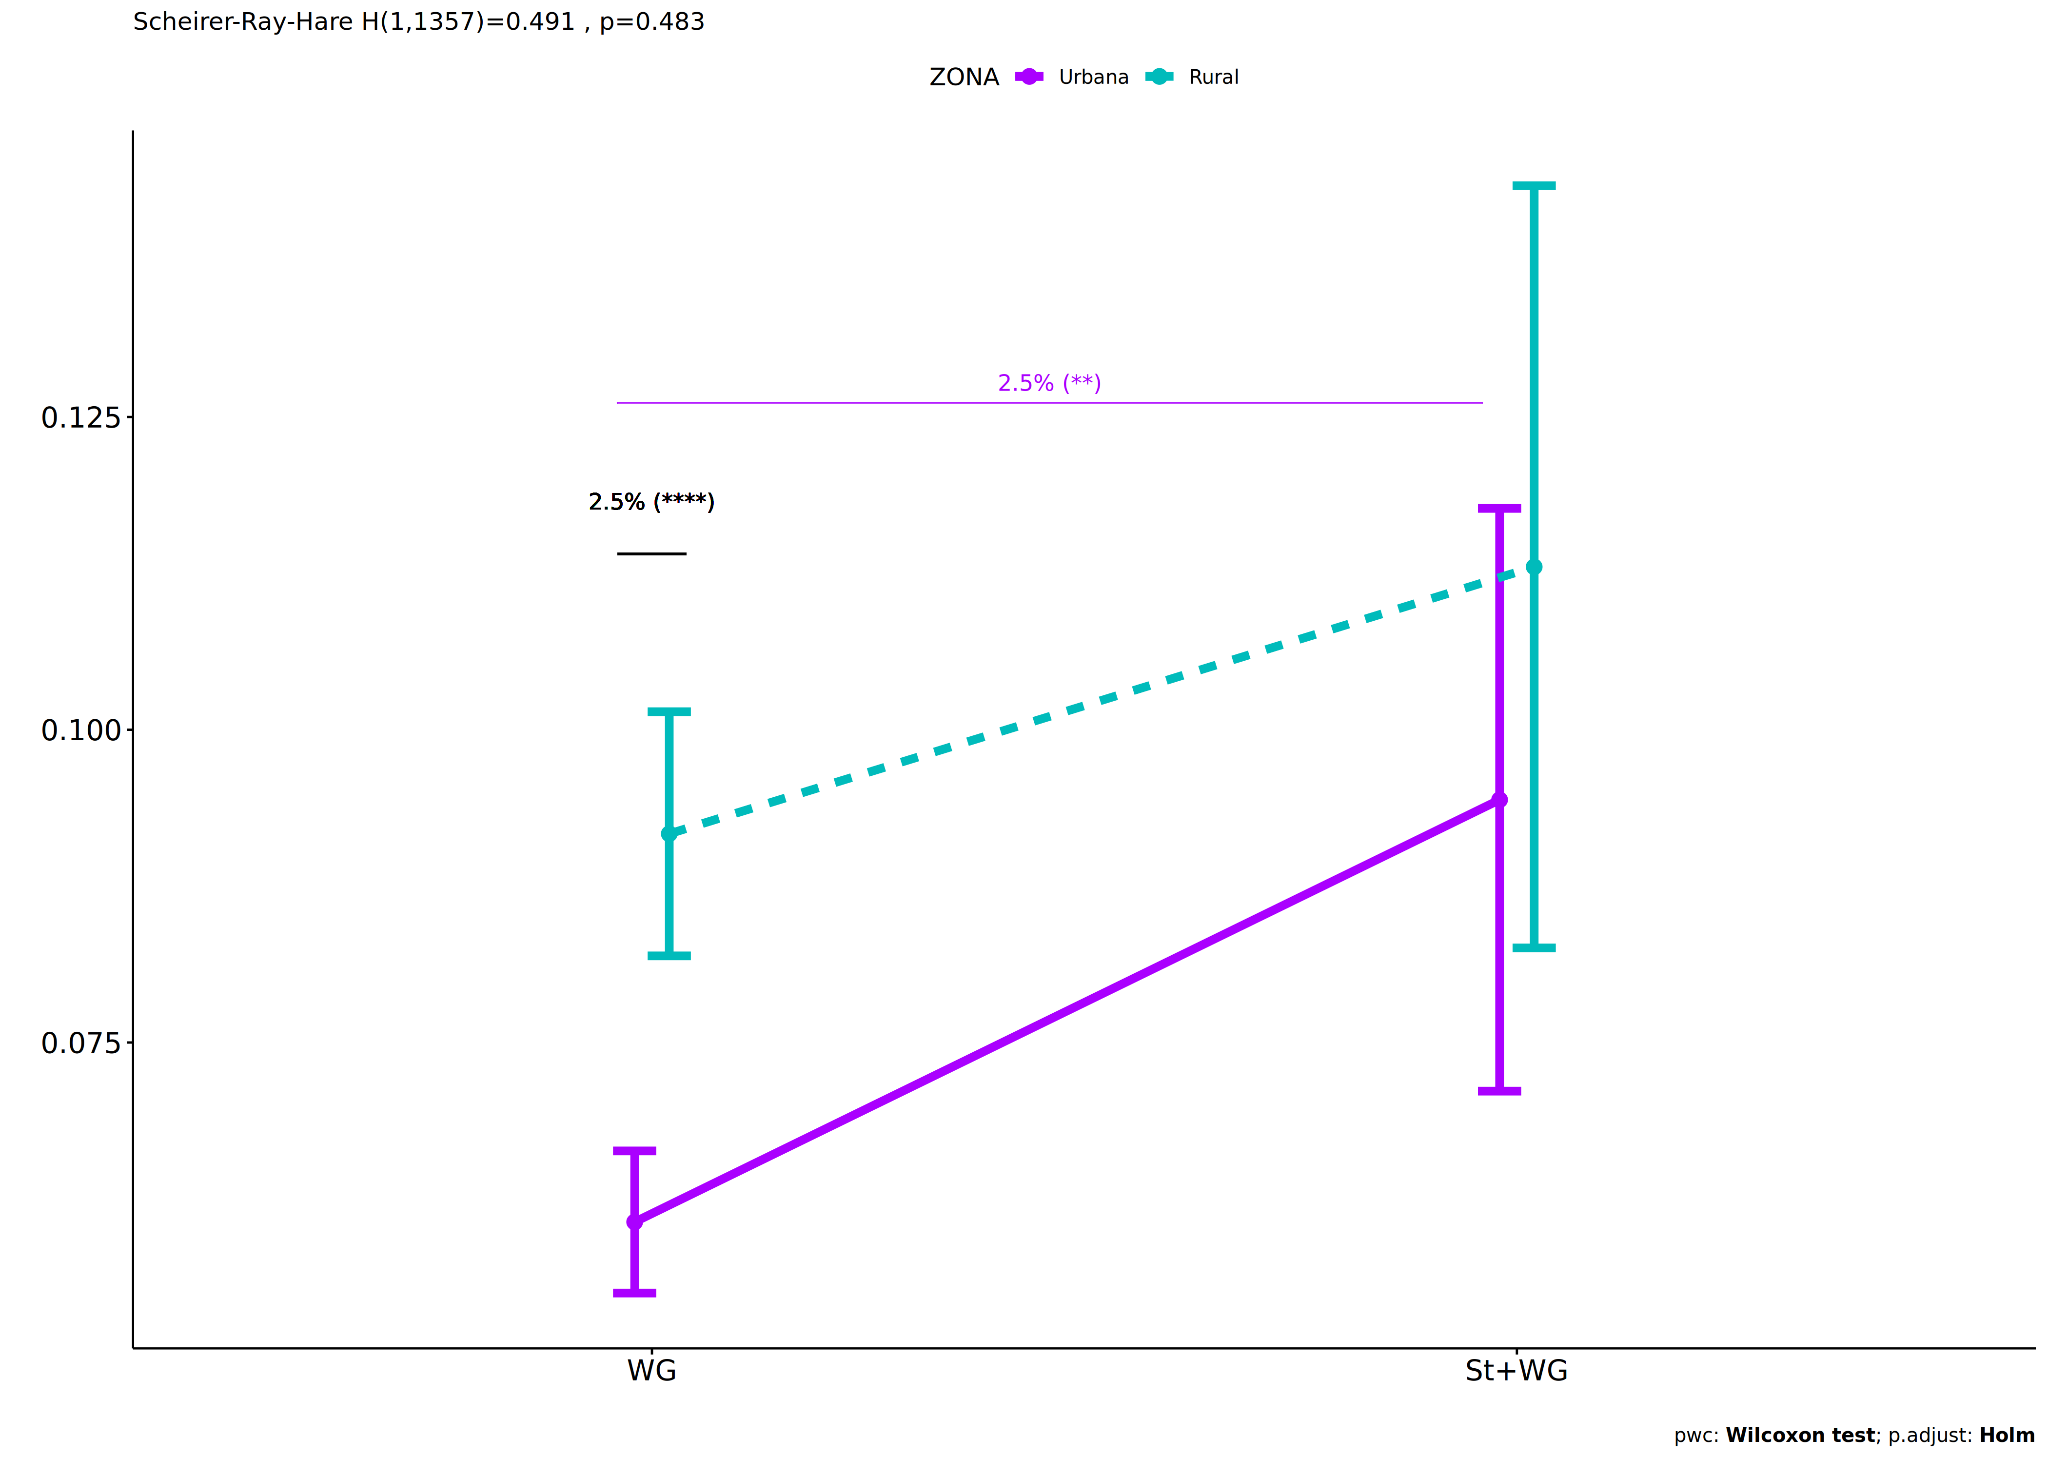 Scheirer-Ray-Hare H(1,1357)=0.491 , p=0.483
ZONA Urbana Rural
2.5% (**)
0.125
2.5% (****)
0.100
0.075
WG St+WG
pwc: Wilcoxon test; p.adjust: Holm